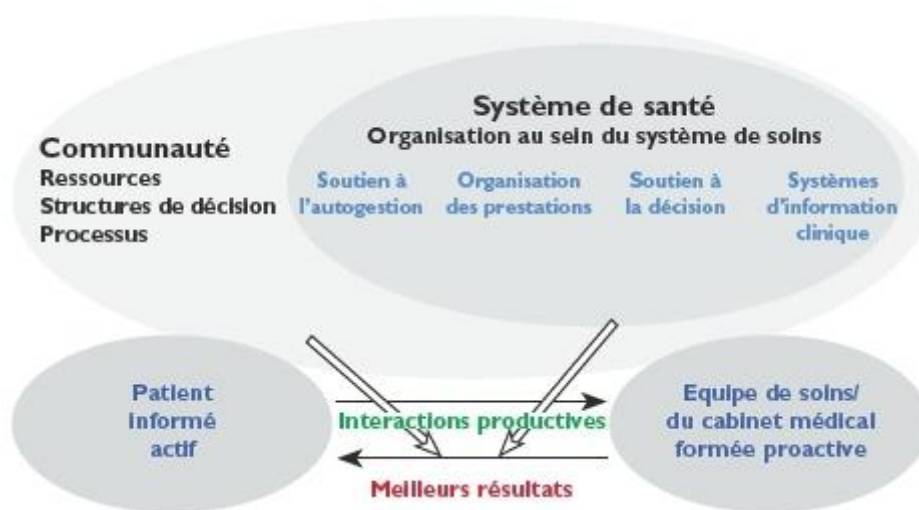 Système de santé
Organisation au sein du système de soins
Communauté
Ressources
Structures de décision
Processus
Soutien à
l'autogestion
Organisation
des prestations
Soutien à
la décision
Systèmes
d'information
clinique
Patient
informé
actif
Interactions productives
Equipe de soins/
du cabinet médical
formée proactive
Meilleurs résultats